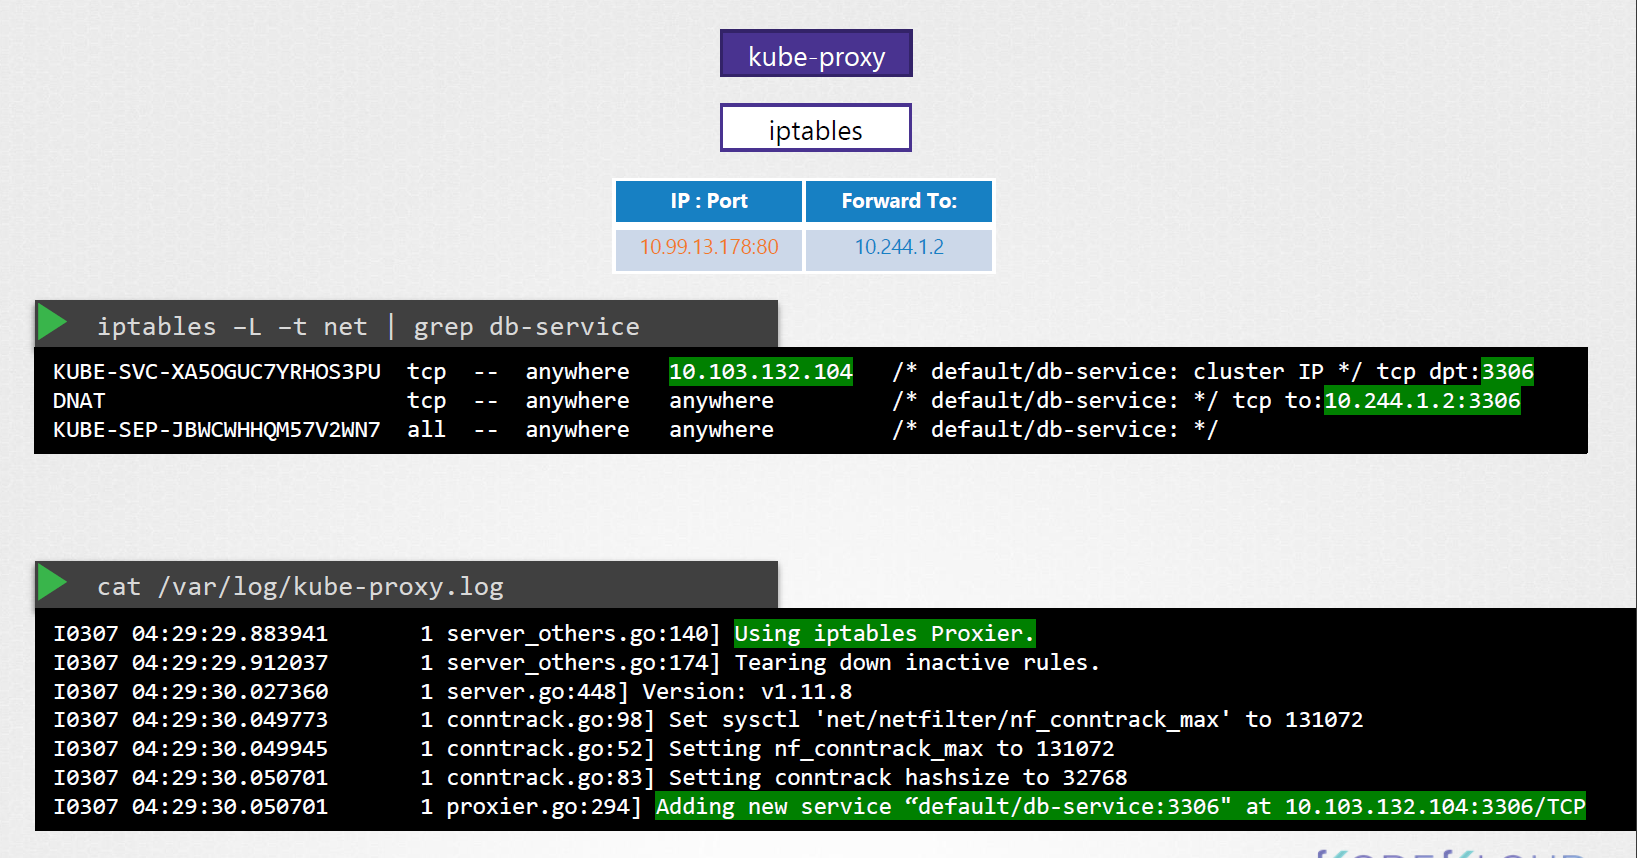 kube-proxy
iptables
IP : Port Forward To:
10.99.13.178:80 10.244.1.2
iptables –L –t net | grep db-service
KUBE-SVC-XA5OGUC7YRHOS3PU tcp -- anywhere 10.103.132.104 /* default/db-service: cluster IP */ tcp dpt:3306
DNAT tcp -- anywhere anywhere /* default/db-service: */ tcp to:10.244.1.2:3306
KUBE-SEP-JBWCWHHQM57V2WN7 all -- anywhere anywhere /* default/db-service: */
cat /var/log/kube-proxy.log
I0307 04:29:29.883941 1 server_others.go:140] Using iptables Proxier.
I0307 04:29:29.912037 1 server_others.go:174] Tearing down inactive rules.
I0307 04:29:30.027360 1 server.go:448] Version: v1.11.8
I0307 04:29:30.049773 1 conntrack.go:98] Set sysctl 'net/netfilter/nf_conntrack_max' to 131072
I0307 04:29:30.049945 1 conntrack.go:52] Setting nf_conntrack_max to 131072
I0307 04:29:30.050701 1 conntrack.go:83] Setting conntrack hashsize to 32768
I0307 04:29:30.050701 1 proxier.go:294] Adding new service “default/db-service:3306" at 10.103.132.104:3306/TCP